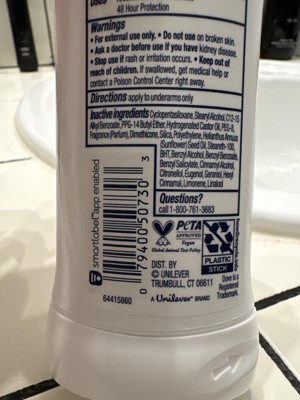 Uses
48 Hour Protection
Warnings
• For external use only. • Do not use on broken skin.
• Ask a doctor before use if you have kidney disease.
• Stop use if rash or irritation occurs. • Keep out of
reach of children. If swallowed, get medical help or
contact a Poison Control Center right away.
Directions apply to underarms only
Inactive ingredients Cyclopentasiloxane, Stearyl Alcohol, C12-15
Alkyl Benzoate, PPG-14 Butyl Ether, Hydrogenated Castor Oil, PEG-8,
Fragrance (Parfum), Dimethicone, Silica, Polyethylene, Helianthus Annuus
(Sunflower) Seed Oil, Steareth-100,
BHT, Benzyl Alcohol, Benzyl Benzoate,
Benzyl Salicylate, Cinnamyl Alcohol,
Citronellol, Eugenol, Geraniol, Hexyl
Cinnamal, Limonene, Linalool
Questions?
call 1-800-761-3683
smartlabel app enabled
0 79400 50730 3
64415860
PETA
APPROVED
Vegan
Global Animal Test Policy
PLASTIC
STICK
DIST. BY
© UNILEVER
TRUMBULL, CT 06611
Dove is a
Registered
Trademark.
A Unilever BRAND